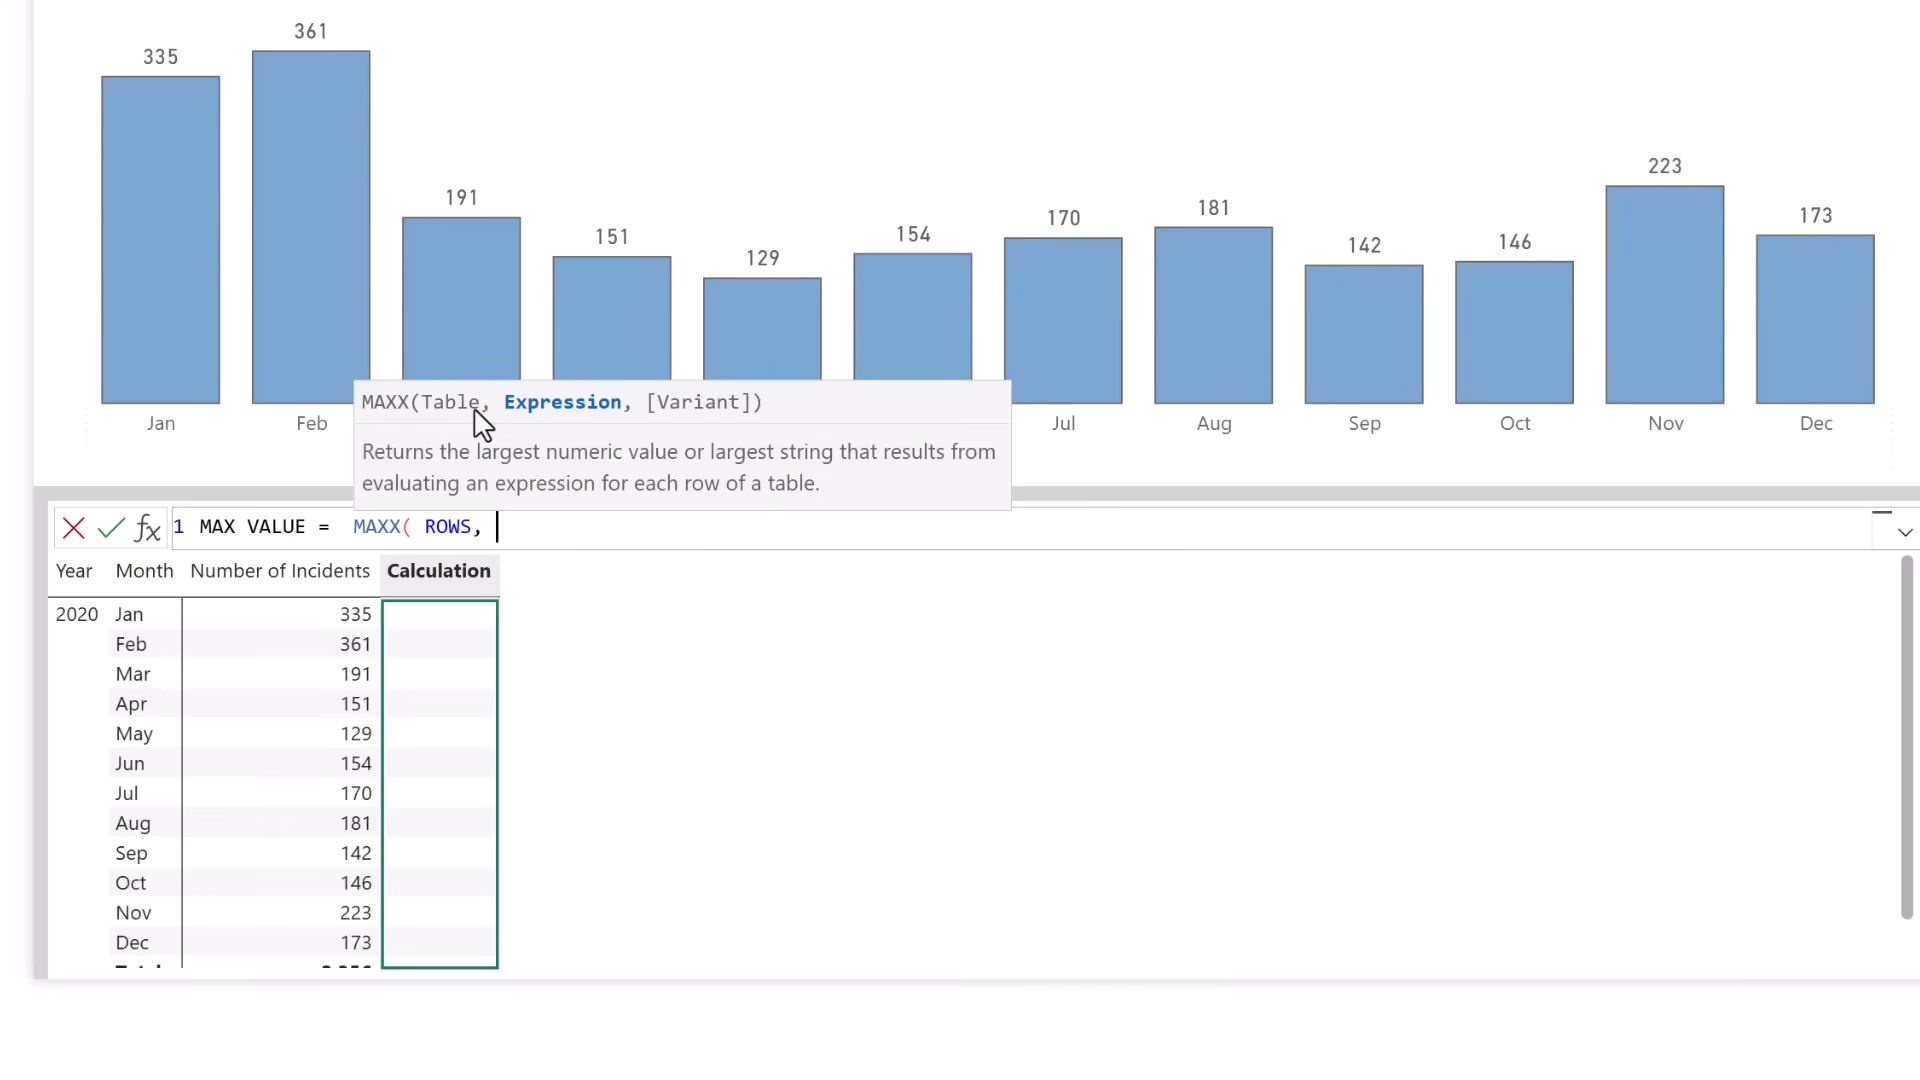 361
335
223
191
181
173
170
154
151
146
142
129
Jan Feb Jul Aug Sep Oct Nov Dec
MAXX(Table, Expression, [Variant])
Returns the largest numeric value or largest string that results from
evaluating an expression for each row of a table.
fx 1 MAX VALUE = MAXX( ROWS,
Year Month Number of Incidents Calculation
2020 Jan 335
Feb 361
Mar 191
Apr 151
May 129
Jun 154
Jul 170
Aug 181
Sep 142
Oct 146
Nov 223
Dec 173